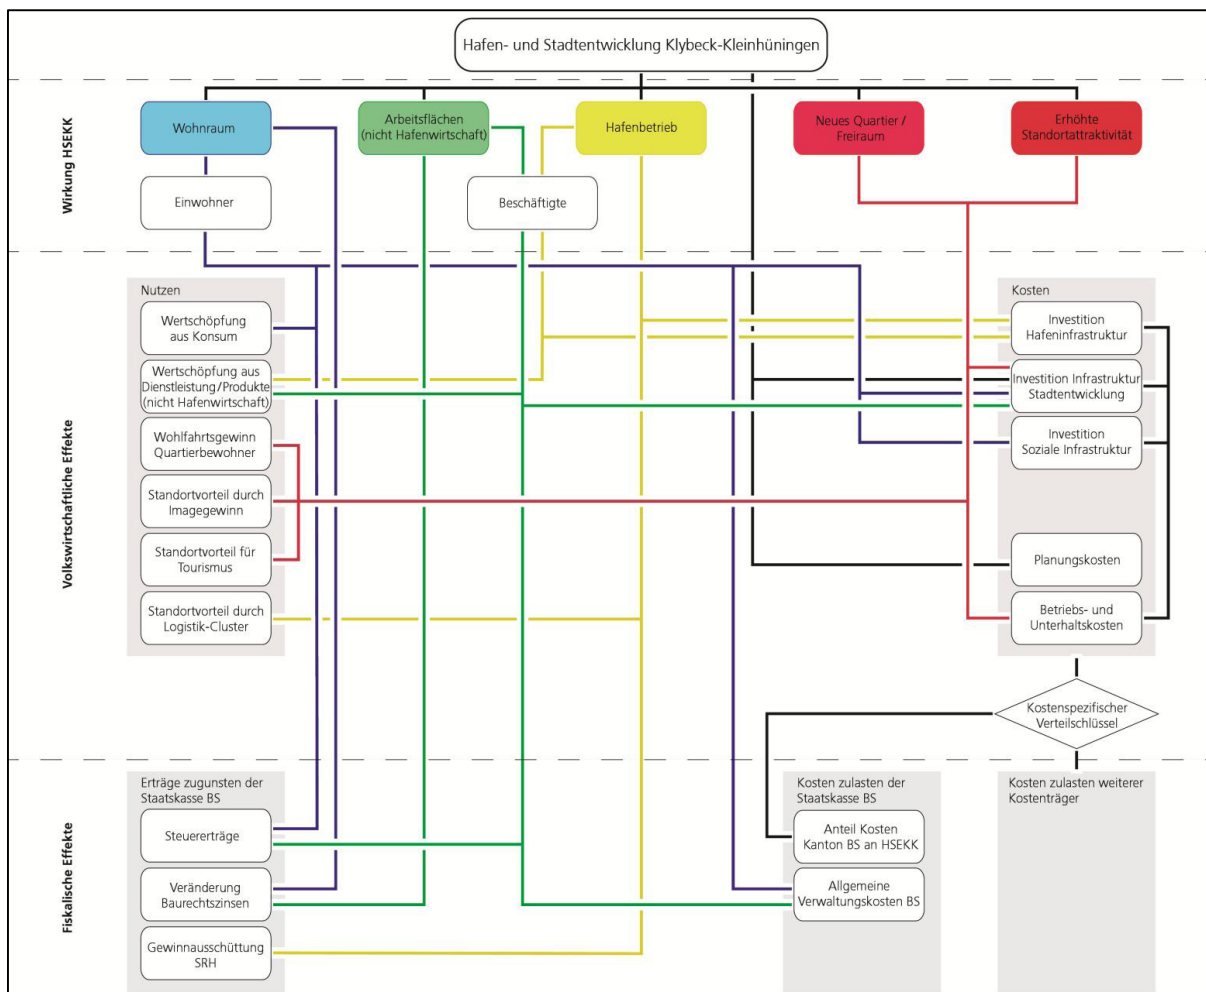 Hafen- und Stadtentwicklung Klybeck-Kleinhüningen
Wirkung HSEKK
Wohnraum
Arbeitsflächen
(nicht Hafenwirtschaft)
Hafenbetrieb
Neues Quartier /
Freiraum
Erhöhte
Standortattraktivität
Einwohner
Beschäftigte
Volkswirtschaftliche Effekte
Nutzen
Wertschöpfung
aus Konsum
Wertschöpfung aus
Dienstleistung/Produkte
(nicht Hafenwirtschaft)
Wohlfahrtsgewinn
Quartierbewohner
Standortvorteil durch
Imagegewinn
Standortvorteil für
Tourismus
Standortvorteil durch
Logistik-Cluster
Kosten
Investition
Hafeninfrastruktur
Investition Infrastruktur
Stadtentwicklung
Investition
Soziale Infrastruktur
Planungskosten
Betriebs- und
Unterhaltskosten
Kostenspezifischer
Verteilschlüssel
Fiskalische Effekte
Erträge zugunsten der
Staatskasse BS
Steuererträge
Veränderung
Baurechtszinsen
Gewinnausschüttung
SRH
Kosten zulasten der
Staatskasse BS
Anteil Kosten
Kanton BS an HSEKK
Allgemeine
Verwaltungskosten BS
Kosten zulasten weiterer
Kostenträger